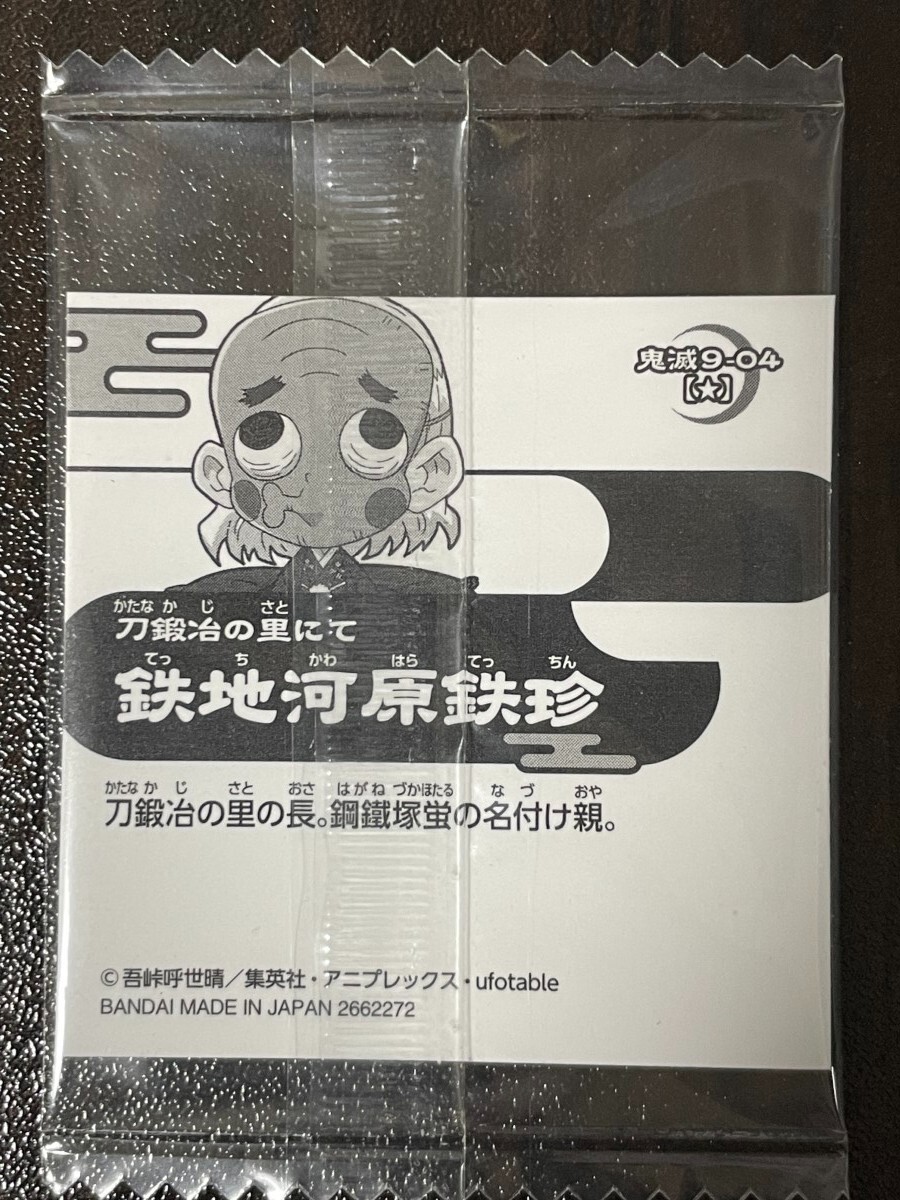 鬼滅9-04
【★】
かたなかじ さと
刀鍛冶の里にて
てっ ち かわ はら てっ ちん
鉄地河原鉄珍
かたなかじ さと おさ はがねづかほたる なづ おや
刀鍛冶の里の長。鋼鐵塚蛍の名付け親。
©吾峠呼世晴／集英社・アニプレックス・ufotable
BANDAI MADE IN JAPAN 2662272